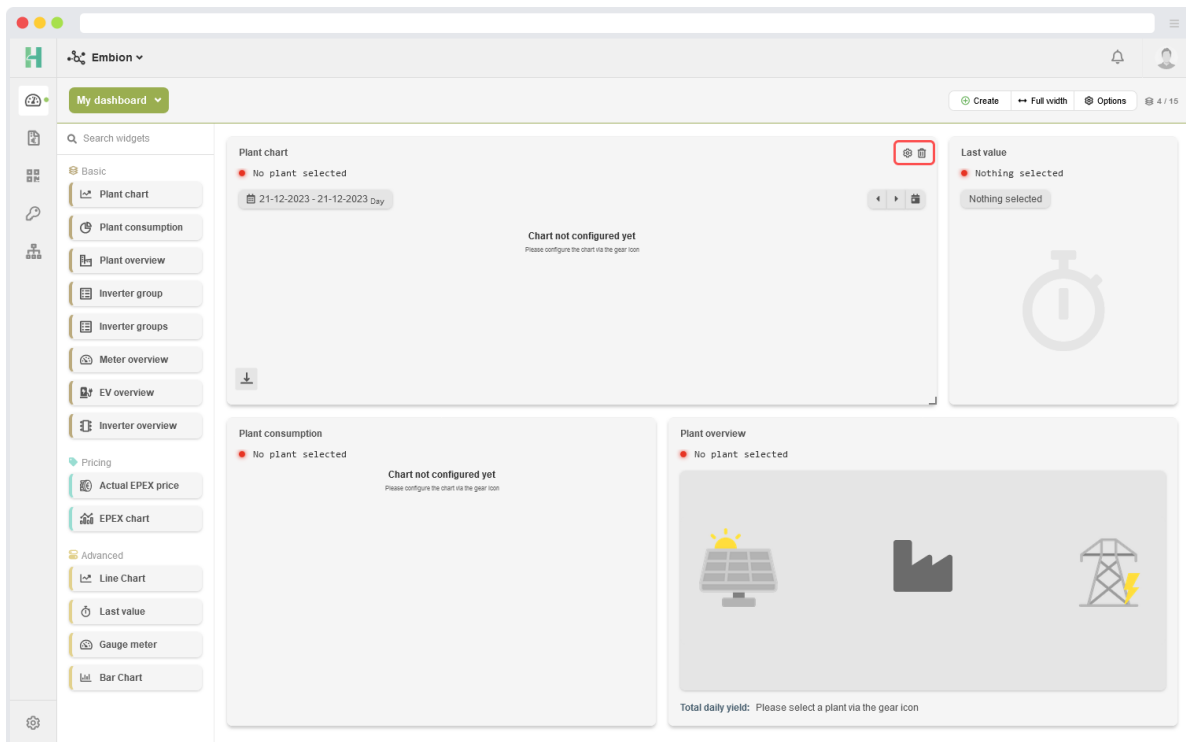 Embion
My dashboard
Create
Full width
Options
4 / 15
Search widgets
Basic
Plant chart
Plant consumption
Plant overview
Inverter group
Inverter groups
Meter overview
EV overview
Inverter overview
Pricing
Actual EPEX price
EPEX chart
Advanced
Line Chart
Last value
Gauge meter
Bar Chart
Plant chart
No plant selected
21-12-2023 - 21-12-2023 Day
Chart not configured yet
Please configure the chart via the gear icon
Last value
Nothing selected
Nothing selected
Plant consumption
No plant selected
Chart not configured yet
Please configure the chart via the gear icon
Plant overview
No plant selected
Total daily yield: Please select a plant via the gear icon